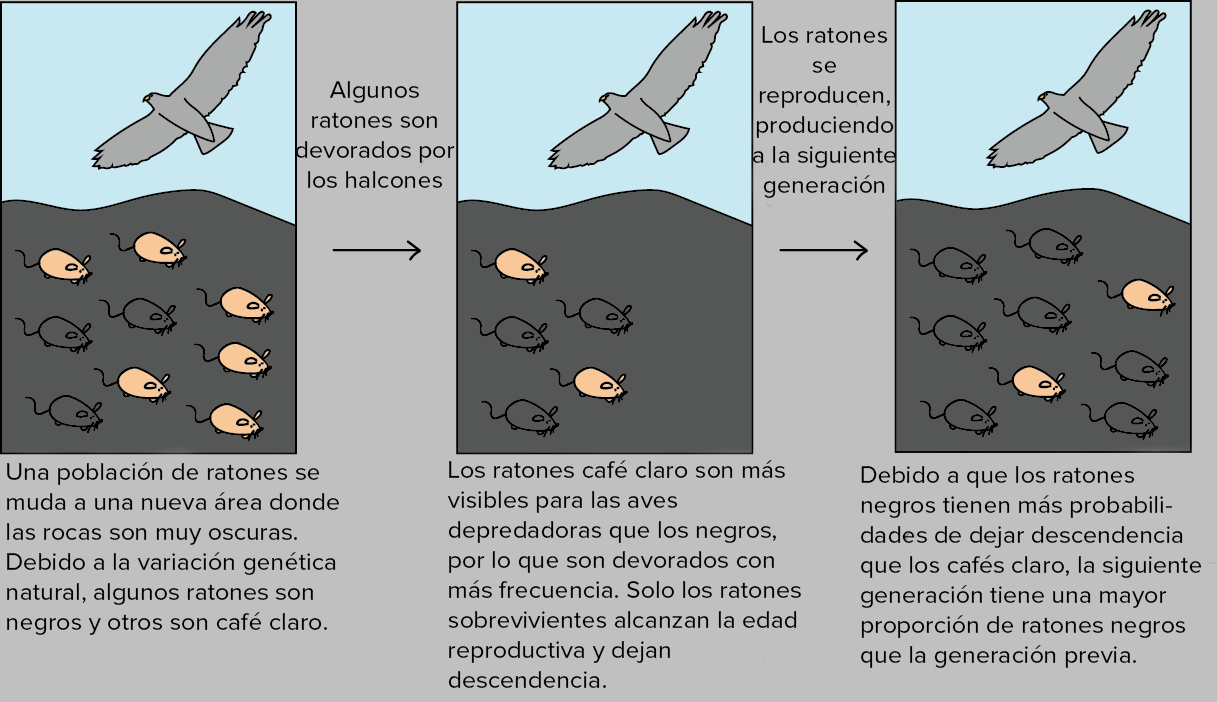 Algunos
ratones son
devorados por
los halcones
Los ratones
se
reproducen,
produciendo
a la siguiente
generación
Una población de ratones se
muda a una nueva área donde
las rocas son muy oscuras.
Debido a la variación genética
natural, algunos ratones son
negros y otros son café claro.
Los ratones café claro son más
visibles para las aves
depredadoras que los negros,
por lo que son devorados con
más frecuencia. Solo los ratones
sobrevivientes alcanzan la edad
reproductiva y dejan
descendencia.
Debido a que los ratones
negros tienen más probabili-
dades de dejar descendencia
que los cafés claro, la siguiente
generación tiene una mayor
proporción de ratones negros
que la generación previa.